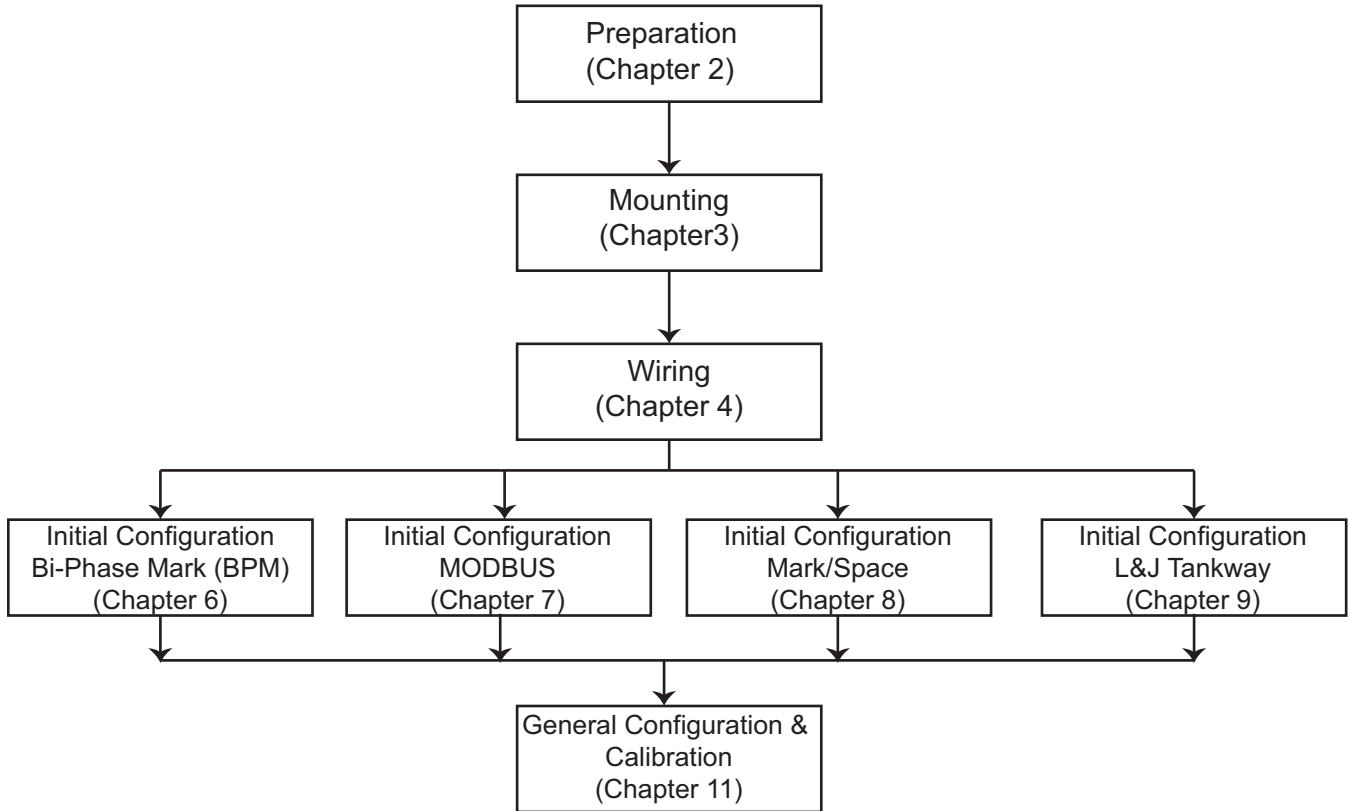 Preparation
(Chapter 2)
Mounting
(Chapter3)
Wiring
(Chapter 4)
Initial Configuration
Bi-Phase Mark (BPM)
(Chapter 6)
Initial Configuration
MODBUS
(Chapter 7)
Initial Configuration
Mark/Space
(Chapter 8)
Initial Configuration
L&J Tankway
(Chapter 9)
General Configuration &
Calibration
(Chapter 11)